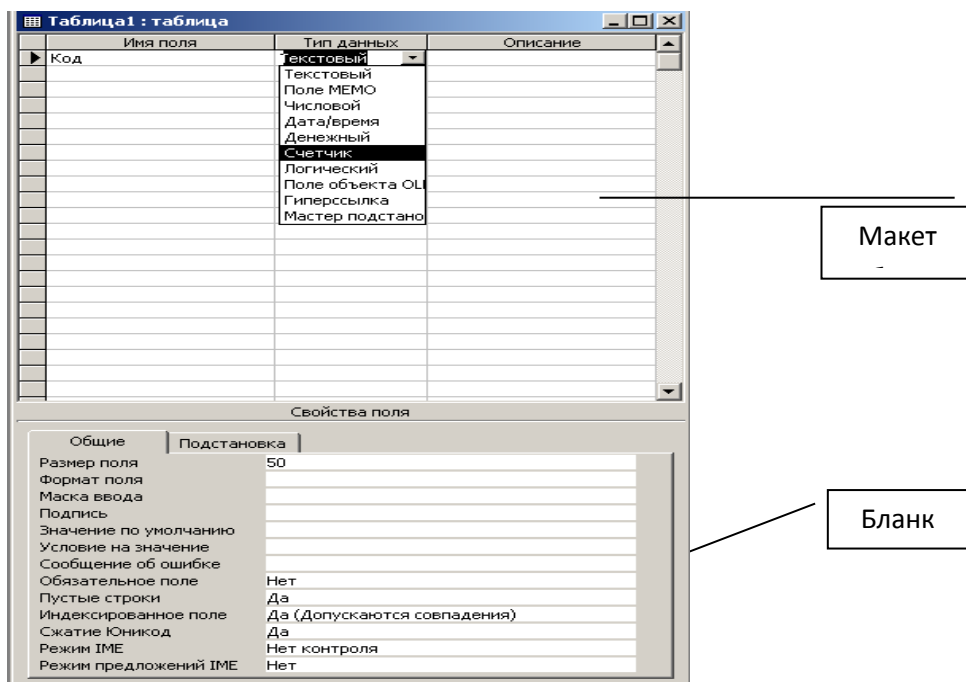 Таблица1 : таблица
Имя поля Тип данных Описание
Код Текстовый
Текстовый
Поле MEMO
Числовой
Дата/время
Денежный
Счетчик
Логический
Поле объекта OLE
Гиперссылка
Мастер подстано
Макет
Свойства поля
Общие Подстановка
Размер поля 50
Формат поля
Маска ввода
Подпись
Значение по умолчанию
Условие на значение
Сообщение об ошибке
Обязательное поле Нет
Пустые строки Да
Индексированное поле Да (Допускаются совпадения)
Сжатие Юникод Да
Режим IME Нет контроля
Режим предложений IME Нет
Бланк